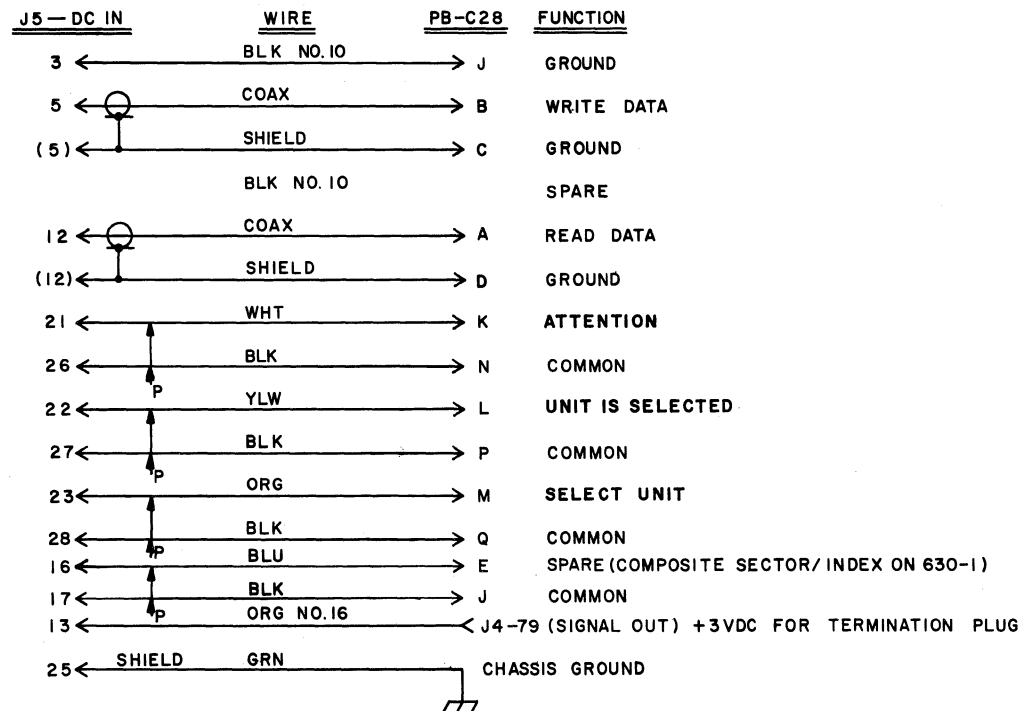 J5—DC IN WIRE PB-C28 FUNCTION
3 BLK NO.10 J GROUND
5 COAX B WRITE DATA
(5) SHIELD C GROUND
BLK NO.10 SPARE
12 COAX A READ DATA
(12) SHIELD D GROUND
21 WHT K ATTENTION
26 BLK N COMMON
P
22 YLW L UNIT IS SELECTED
27 BLK P COMMON
P
23 ORG M SELECT UNIT
28 BLK Q COMMON
P
16 BLU E SPARE (COMPOSITE SECTOR/INDEX ON 630-1)
17 BLK J COMMON
P
13 ORG NO.16 J4-79 (SIGNAL OUT) +3VDC FOR TERMINATION PLUG
25 SHIELD GRN CHASSIS GROUND